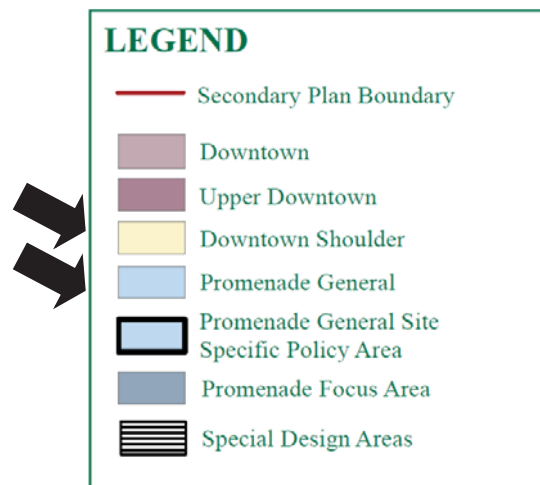 LEGEND
Secondary Plan Boundary
Downtown
Upper Downtown
Downtown Shoulder
Promenade General
Promenade General Site
Specific Policy Area
Promenade Focus Area
Special Design Areas